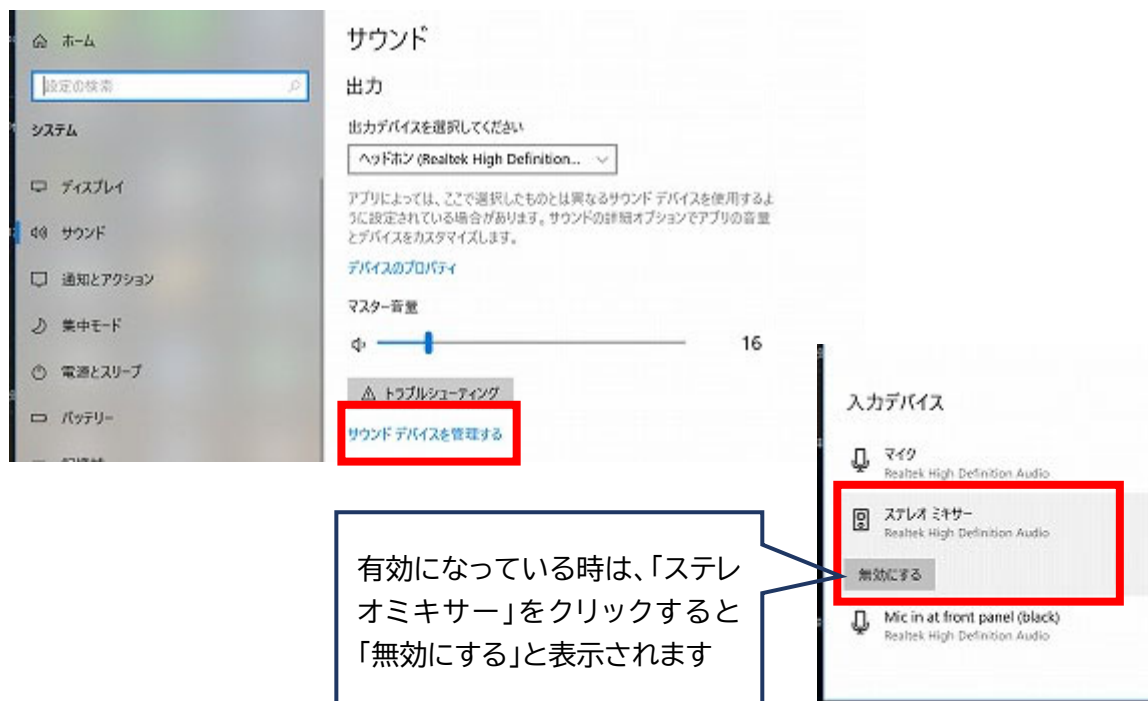 ホーム
設定の検索
システム
ディスプレイ
サウンド
通知とアクション
集中モード
電源とスリープ
バッテリー
サウンド
出力
出力デバイスを選択してください
ヘッドホン (Realtek High Definition...
アプリによっては、ここで選択したものとは異なるサウンド デバイスを使用するよ
うに設定されている場合があります。サウンドの詳細オプションでアプリの音量
とデバイスをカスタマイズします。
デバイスのプロパティ
マスター音量
16
トラブルシューティング
サウンド デバイスを管理する
入力デバイス
マイク
Realtek High Definition Audio
ステレオ ミキサー
Realtek High Definition Audio
無効にする
Mic in at front panel (black)
Realtek High Definition Audio
有効になっている時は、「ステレ
オミキサー」をクリックすると
「無効にする」と表示されます